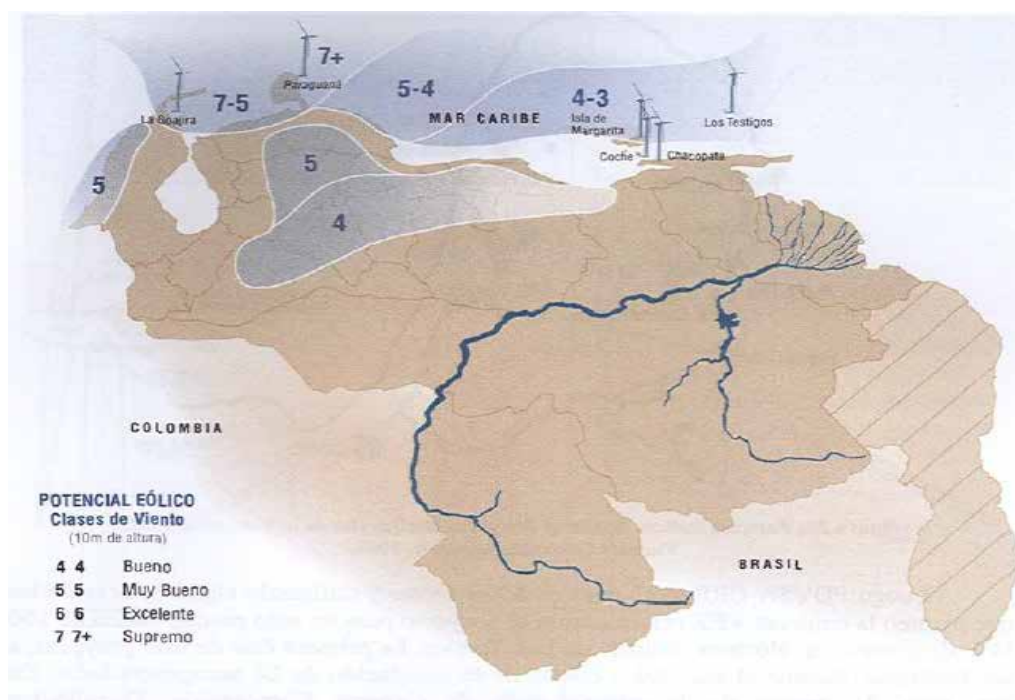 7+
Paraguaná
7-5
La Goajira
5-4
MAR CARIBE
4-3
Isla de
Margarita
Los Testigos
Coche
Chacopata
5
5
4
COLOMBIA
BRASIL
POTENCIAL EÓLICO
Clases de Viento
(10m de altura)
4 4 Bueno
5 5 Muy Bueno
6 6 Excelente
7 7+ Supremo